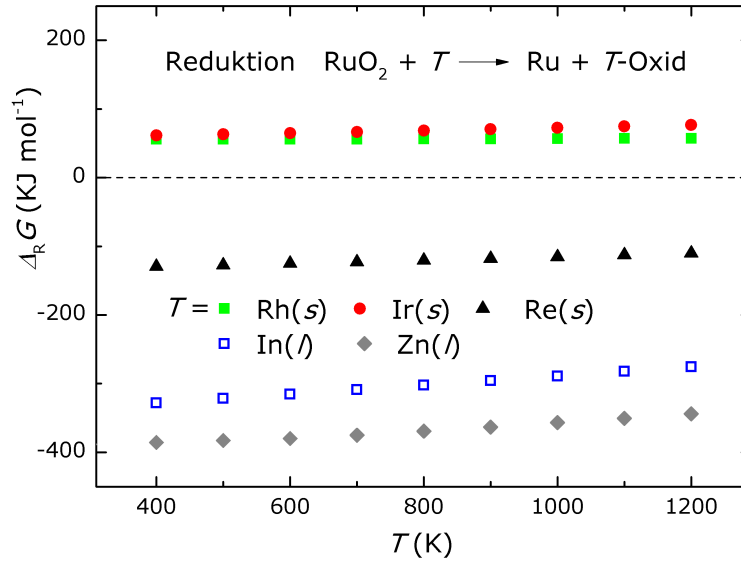 200
Reduktion RuO₂ + T ⟶ Ru + T-Oxid
0
Δ_R G (KJ mol⁻¹)
-200
T = Rh(s) Ir(s) Re(s)
In(l) Zn(l)
-400
400 600 800 1000 1200
T (K)